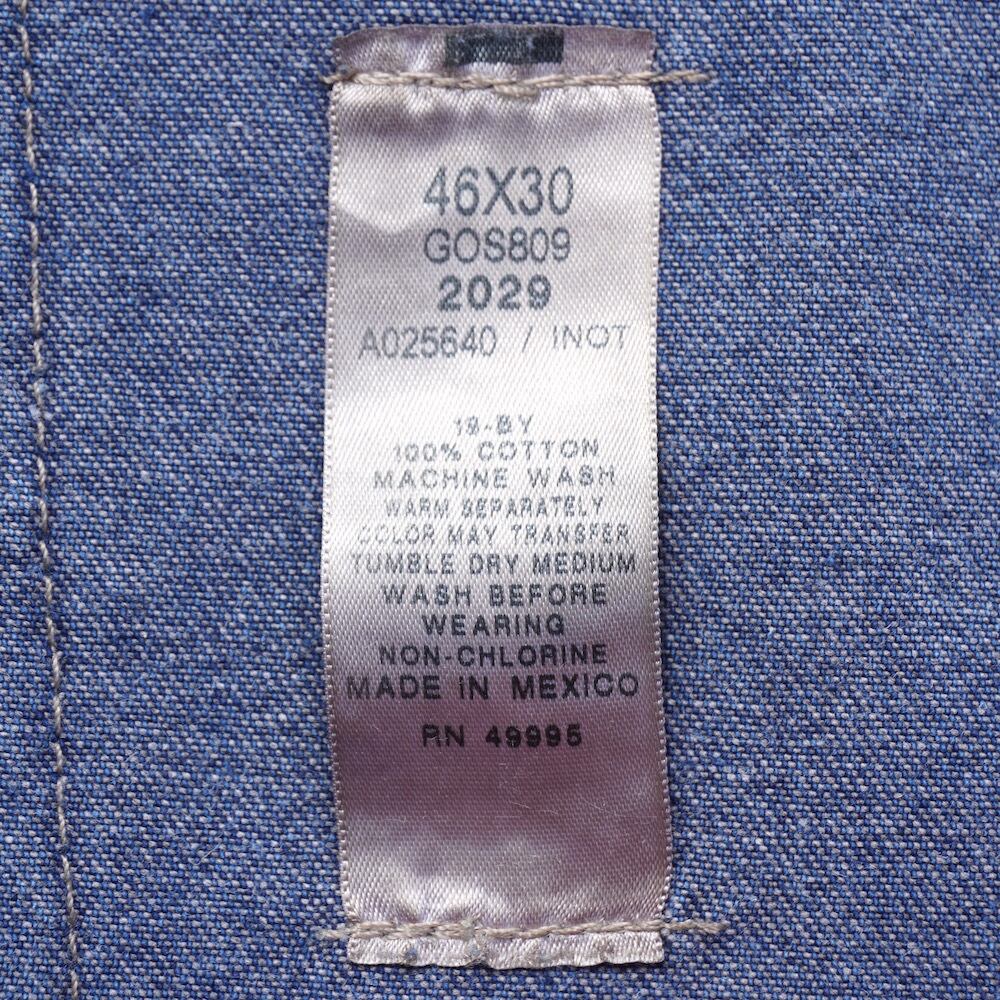 46X30
GOS809
2029
A025640 / INOT
19-BY
100% COTTON
MACHINE WASH
WARM SEPARATELY
COLOR MAY TRANSFER
TUMBLE DRY MEDIUM
WASH BEFORE
WEARING
NON-CHLORINE
MADE IN MEXICO
RN 49995